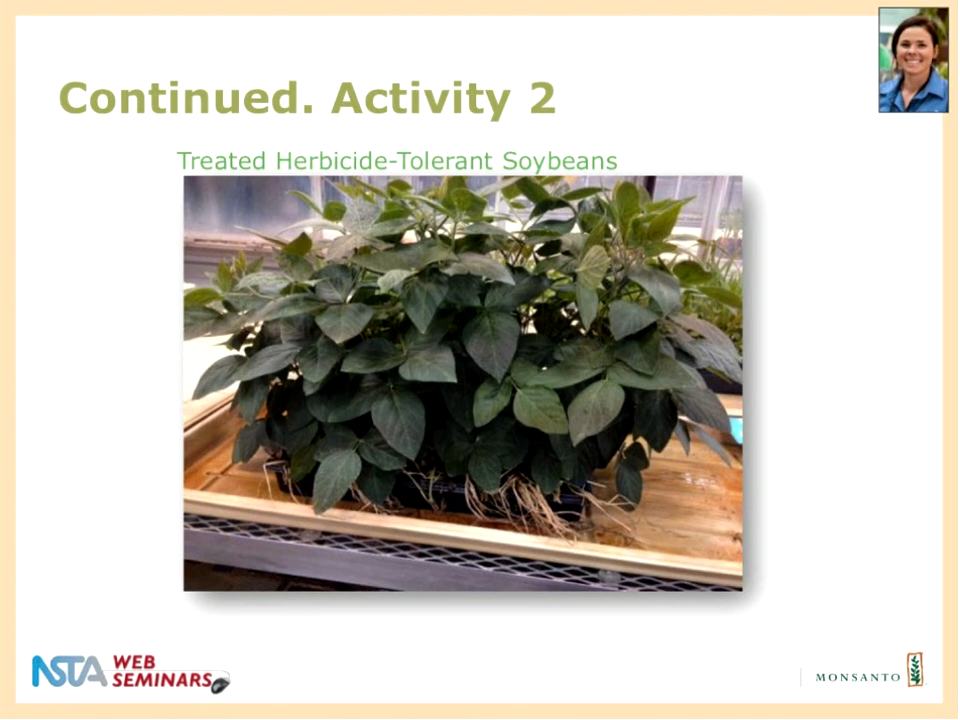 Continued. Activity 2
Treated Herbicide-Tolerant Soybeans
NSTA WEB
SEMINARS
MONSANTO